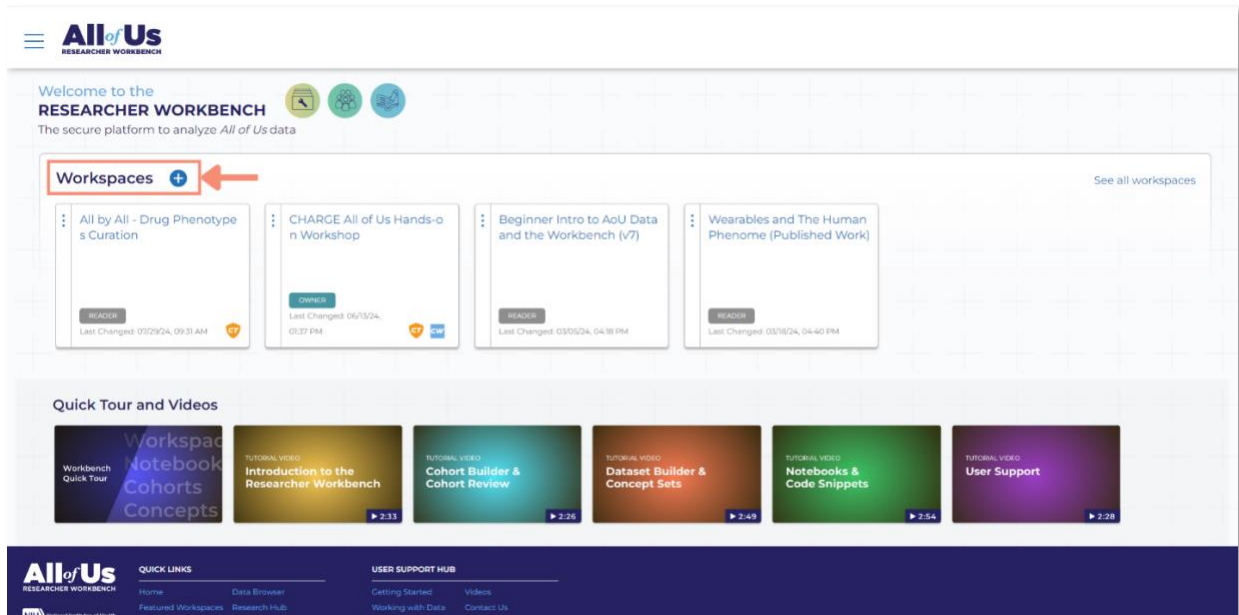 All of Us
RESEARCHER WORKBENCH
Welcome to the
RESEARCHER WORKBENCH
The secure platform to analyze All of Us data
Workspaces
See all workspaces
All by All - Drug Phenotype
s Curation
READER
Last Changed: 07/29/24, 09:31 AM
CT
CHARGE All of Us Hands-o
n Workshop
OWNER
Last Changed: 06/13/24,
01:37 PM
CT
CW
Beginner Intro to AoU Data
and the Workbench (v7)
READER
Last Changed: 03/05/24, 04:18 PM
Wearables and The Human
Phenome (Published Work)
READER
Last Changed: 03/18/24, 04:40 PM
Quick Tour and Videos
Workbench
Quick Tour
Workspac
Notebook
Cohorts
Concepts
TUTORIAL VIDEO
Introduction to the
Researcher Workbench
2:33
TUTORIAL VIDEO
Cohort Builder &
Cohort Review
2:26
TUTORIAL VIDEO
Dataset Builder &
Concept Sets
2:49
TUTORIAL VIDEO
Notebooks &
Code Snippets
2:54
TUTORIAL VIDEO
User Support
2:28
All of Us
RESEARCHER WORKBENCH
QUICK LINKS
Home
Data Browser
Featured Workspaces
Research Hub
USER SUPPORT HUB
Getting Started
Videos
Working with Data
Contact Us